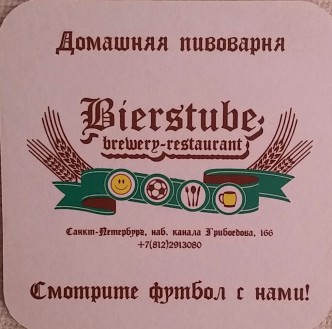 Домашняя пивоварня
Bierstube
brewery-restaurant
Санкт-Петербург, наб. канала Грибоедова, 166
+7(812)2913080
Смотрите футбол с нами!